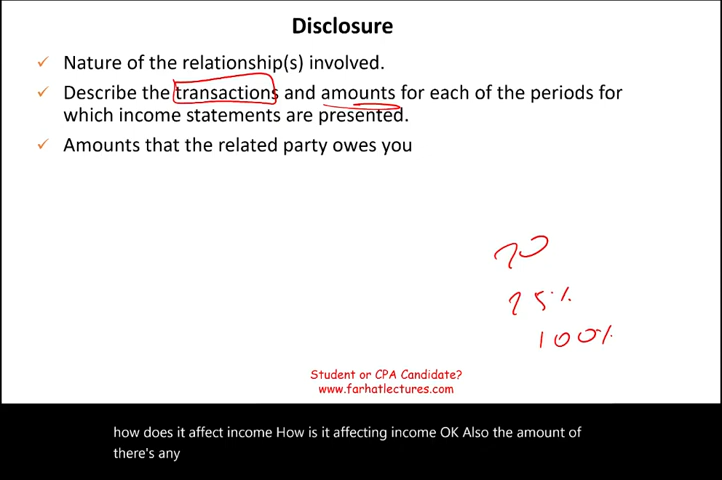 Disclosure
✓ Nature of the relationship(s) involved.
✓ Describe the transactions and amounts for each of the periods for
which income statements are presented.
✓ Amounts that the related party owes you
25%
100%
Student or CPA Candidate?
www.farhatlectures.com
how does it affect income How is it affecting income OK Also the amount of
there's any